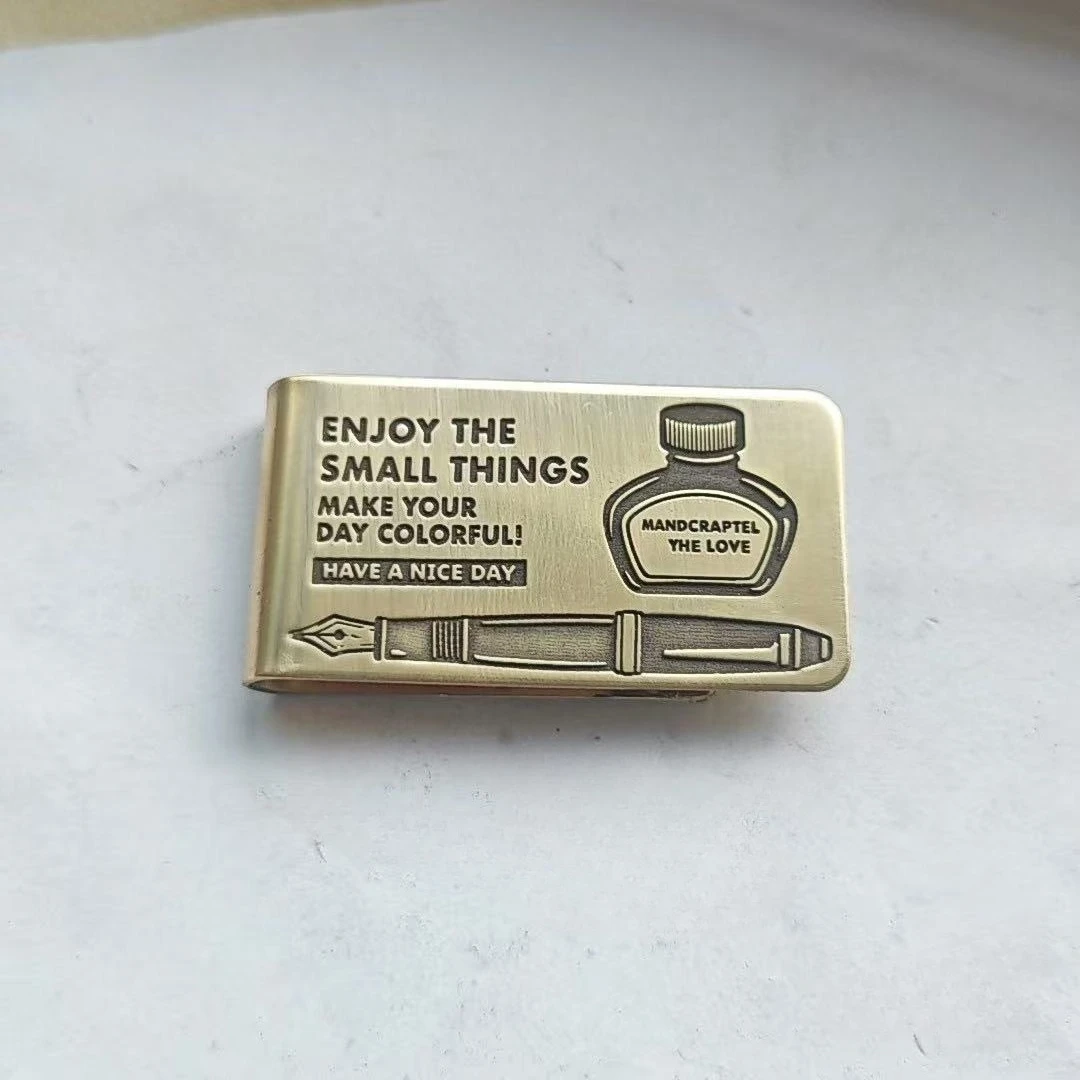 ENJOY THE
SMALL THINGS
MAKE YOUR
DAY COLORFUL!
HAVE A NICE DAY
MANDCRAPTEL
YHE LOVE